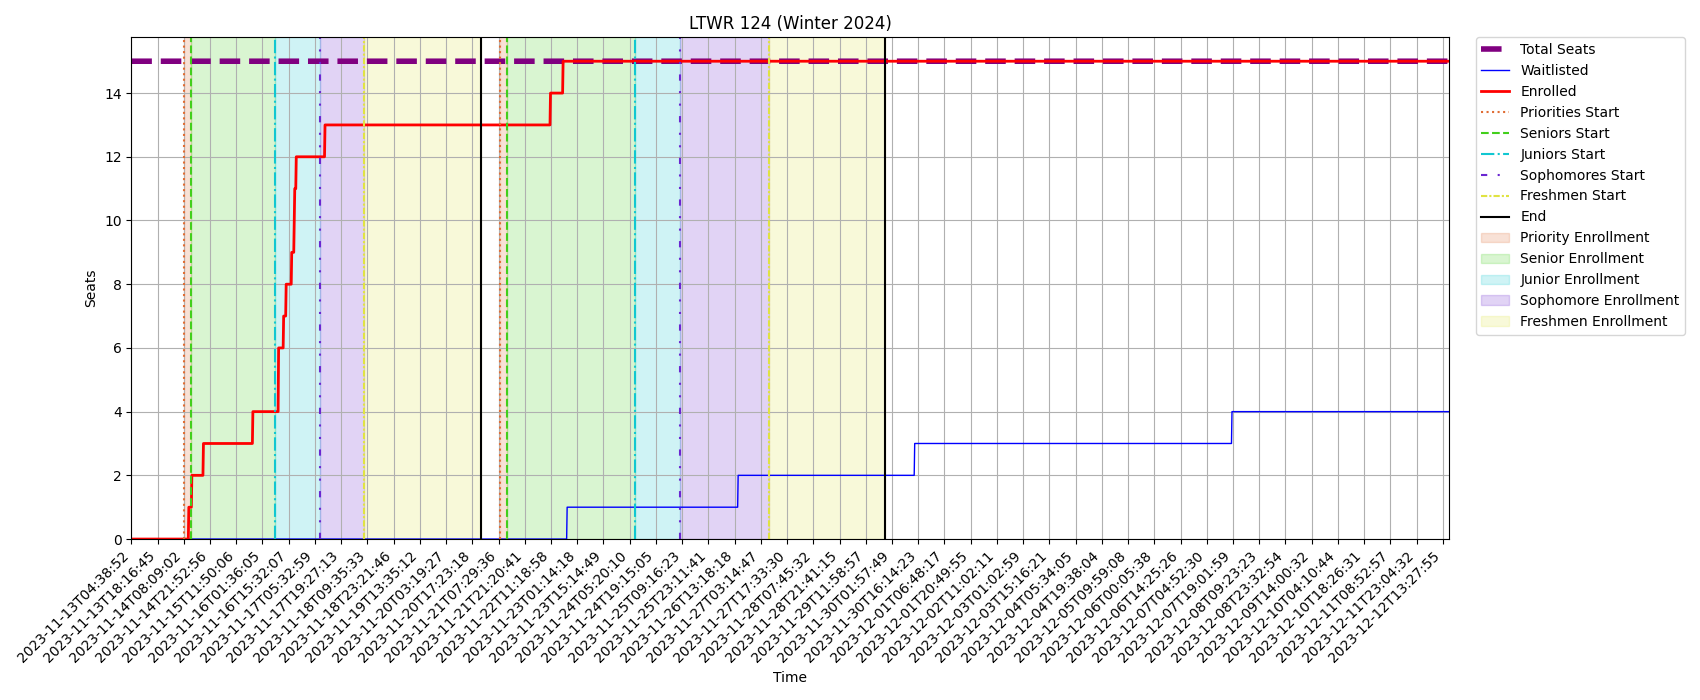 LTWR 124 (Winter 2024)
Total Seats
Waitlisted
Enrolled
Priorities Start
Seniors Start
Juniors Start
Sophomores Start
Freshmen Start
End
Priority Enrollment
Senior Enrollment
Junior Enrollment
Sophomore Enrollment
Freshmen Enrollment
Seats
14
12
10
8
6
4
2
0
2023-11-13T04:38:52
2023-11-13T18:16:45
2023-11-14T08:09:02
2023-11-14T21:52:56
2023-11-15T11:50:06
2023-11-16T01:36:05
2023-11-16T15:32:07
2023-11-17T05:32:59
2023-11-17T19:27:13
2023-11-18T09:35:33
2023-11-18T23:21:46
2023-11-19T13:35:12
2023-11-20T03:19:27
2023-11-20T17:23:18
2023-11-21T07:29:36
2023-11-21T21:20:41
2023-11-22T11:18:58
2023-11-23T01:14:18
2023-11-23T15:14:49
2023-11-24T05:20:10
2023-11-24T19:15:05
2023-11-25T09:16:23
2023-11-25T23:11:41
2023-11-26T13:18:18
2023-11-27T03:14:47
2023-11-27T17:33:30
2023-11-28T07:45:32
2023-11-28T21:41:15
2023-11-29T11:58:57
2023-11-30T01:57:49
2023-11-30T16:14:23
2023-12-01T06:48:17
2023-12-01T20:49:55
2023-12-02T11:02:11
2023-12-03T01:02:59
2023-12-03T15:16:21
2023-12-04T05:34:05
2023-12-04T19:38:04
2023-12-05T09:59:08
2023-12-06T00:05:38
2023-12-06T14:25:26
2023-12-07T04:52:30
2023-12-07T19:01:59
2023-12-08T09:23:23
2023-12-08T23:32:54
2023-12-09T14:00:32
2023-12-10T04:10:44
2023-12-10T18:26:31
2023-12-11T08:52:57
2023-12-11T23:04:32
2023-12-12T13:27:55
Time